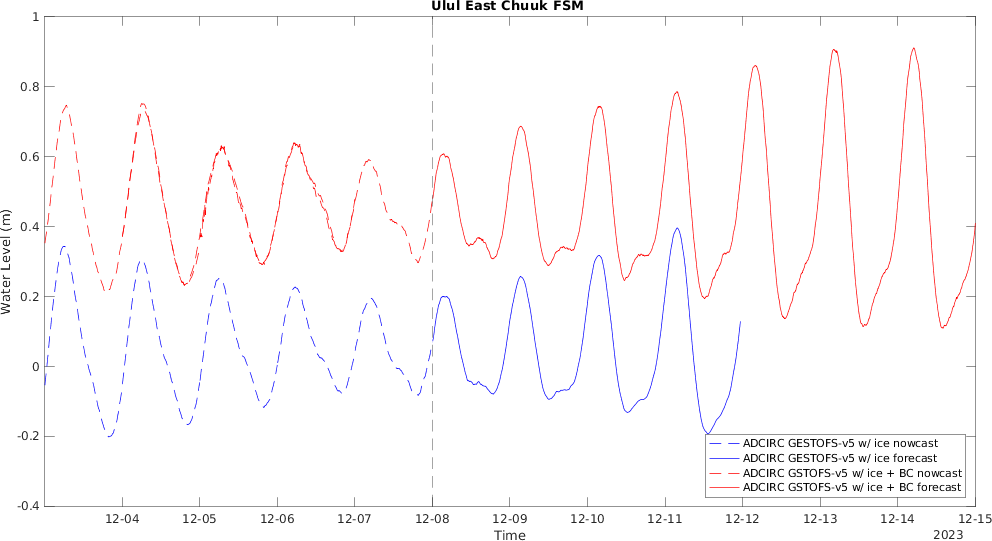 Ulul East Chuuk FSM
1
0.8
0.6
0.4
0.2
0
-0.2
-0.4
Water Level (m)
ADCIRC GESTOFS-v5 w/ ice nowcast
ADCIRC GESTOFS-v5 w/ ice forecast
ADCIRC GSTOFS-v5 w/ ice + BC nowcast
ADCIRC GSTOFS-v5 w/ ice + BC forecast
12-04 12-05 12-06 12-07 12-08 12-09 12-10 12-11 12-12 12-13 12-14 12-15
Time
2023